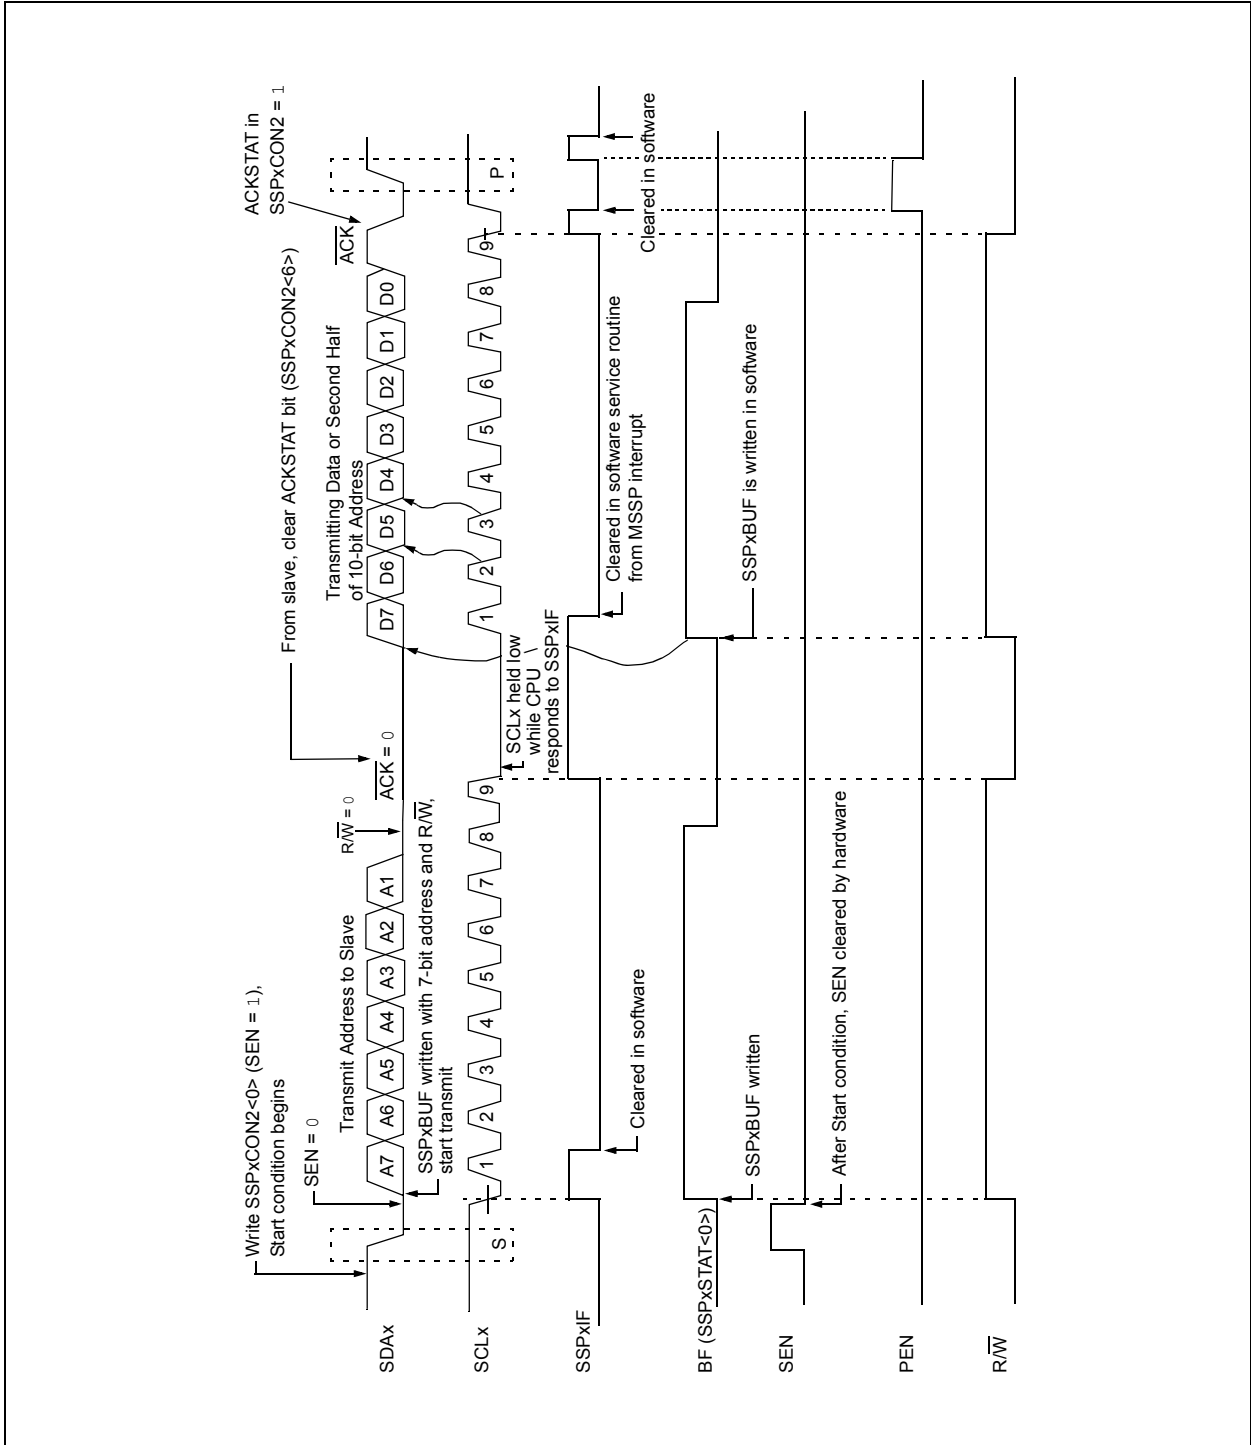 Write SSPxCON2<0> (SEN = 1),
Start condition begins
SEN = 0
Transmit Address to Slave
R/W = 0
From slave, clear ACKSTAT bit (SSPxCON2<6>)
ACK = 0
Transmitting Data or Second Half
of 10-bit Address
ACKSTAT in
SSPxCON2 = 1
ACK
SDAx
A7 A6 A5 A4 A3 A2 A1
D7 D6 D5 D4 D3 D2 D1 D0
SSPxBUF written with 7-bit address and R/W,
start transmit
SCLx
S
1 2 3 4 5 6 7 8 9
1 2 3 4 5 6 7 8 9
P
SCLx held low
while CPU
responds to SSPxIF
SSPxIF
Cleared in software
Cleared in software service routine
from MSSP interrupt
Cleared in software
Cleared in software
BF (SSPxSTAT<0>)
SSPxBUF written
SSPxBUF is written in software
SEN
After Start condition, SEN cleared by hardware
PEN
R/W